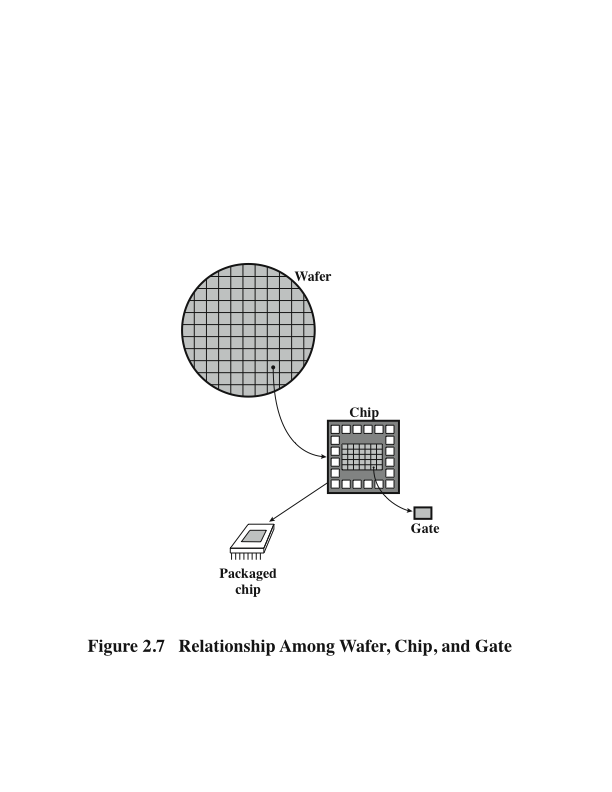 Wafer
Chip
Gate
Packaged
chip
Figure 2.7 Relationship Among Wafer, Chip, and Gate